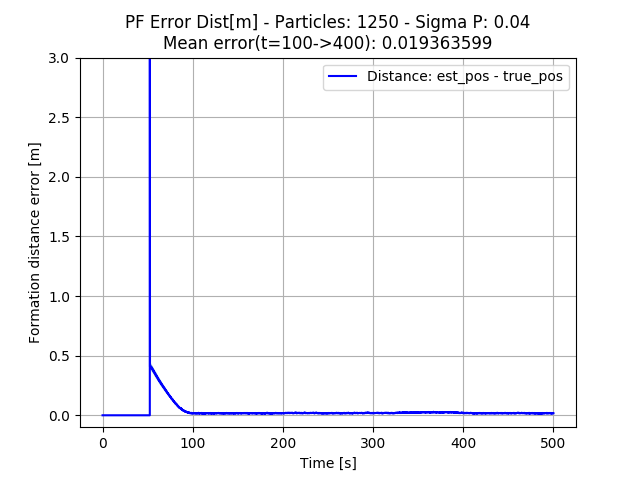 PF Error Dist[m] - Particles: 1250 - Sigma P: 0.04
Mean error(t=100->400): 0.019363599
Distance: est_pos - true_pos
Formation distance error [m]
3.0
2.5
2.0
1.5
1.0
0.5
0.0
0 100 200 300 400 500
Time [s]